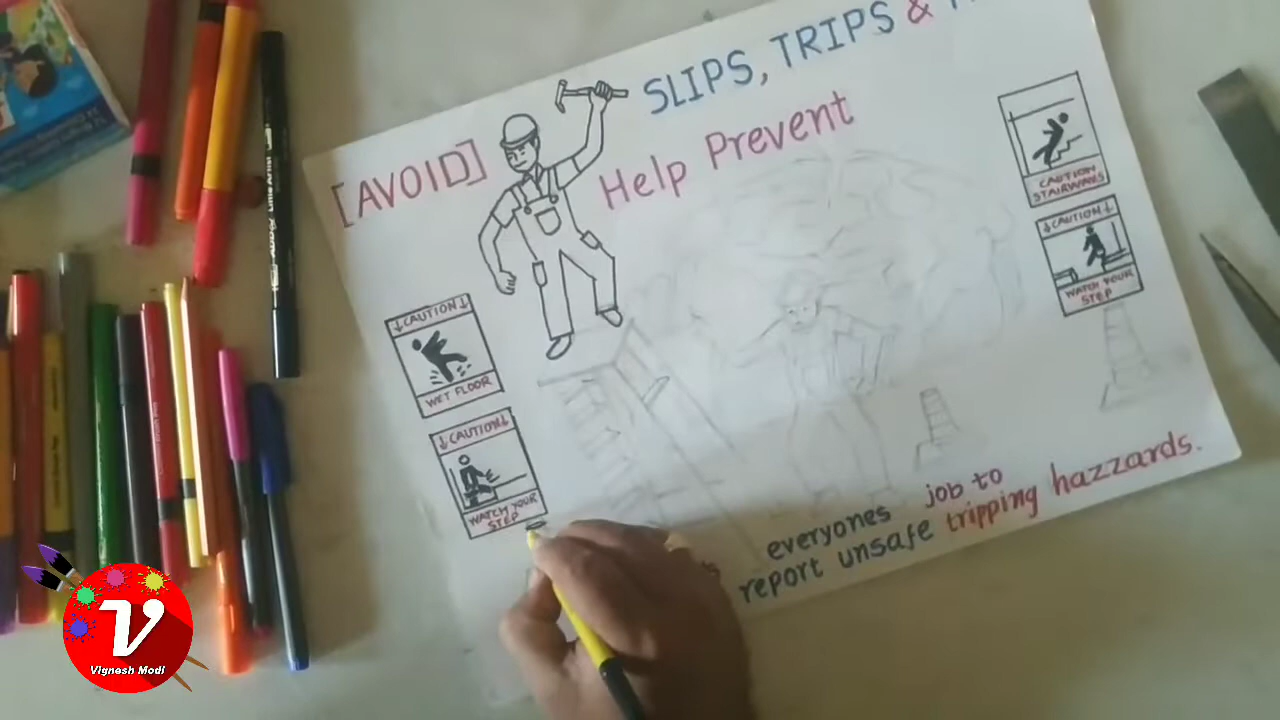 SLIPS, TRIPS &
[AVOID]
Help Prevent
CAUTION
STAIRWAYS
↓CAUTION↓
WATCH YOUR
STEP
↓CAUTION↓
WET FLOOR
↓CAUTION↓
WATCH YOUR
STEP
everyones job to
report unsafe tripping hazzards.
V
Vignesh Modi